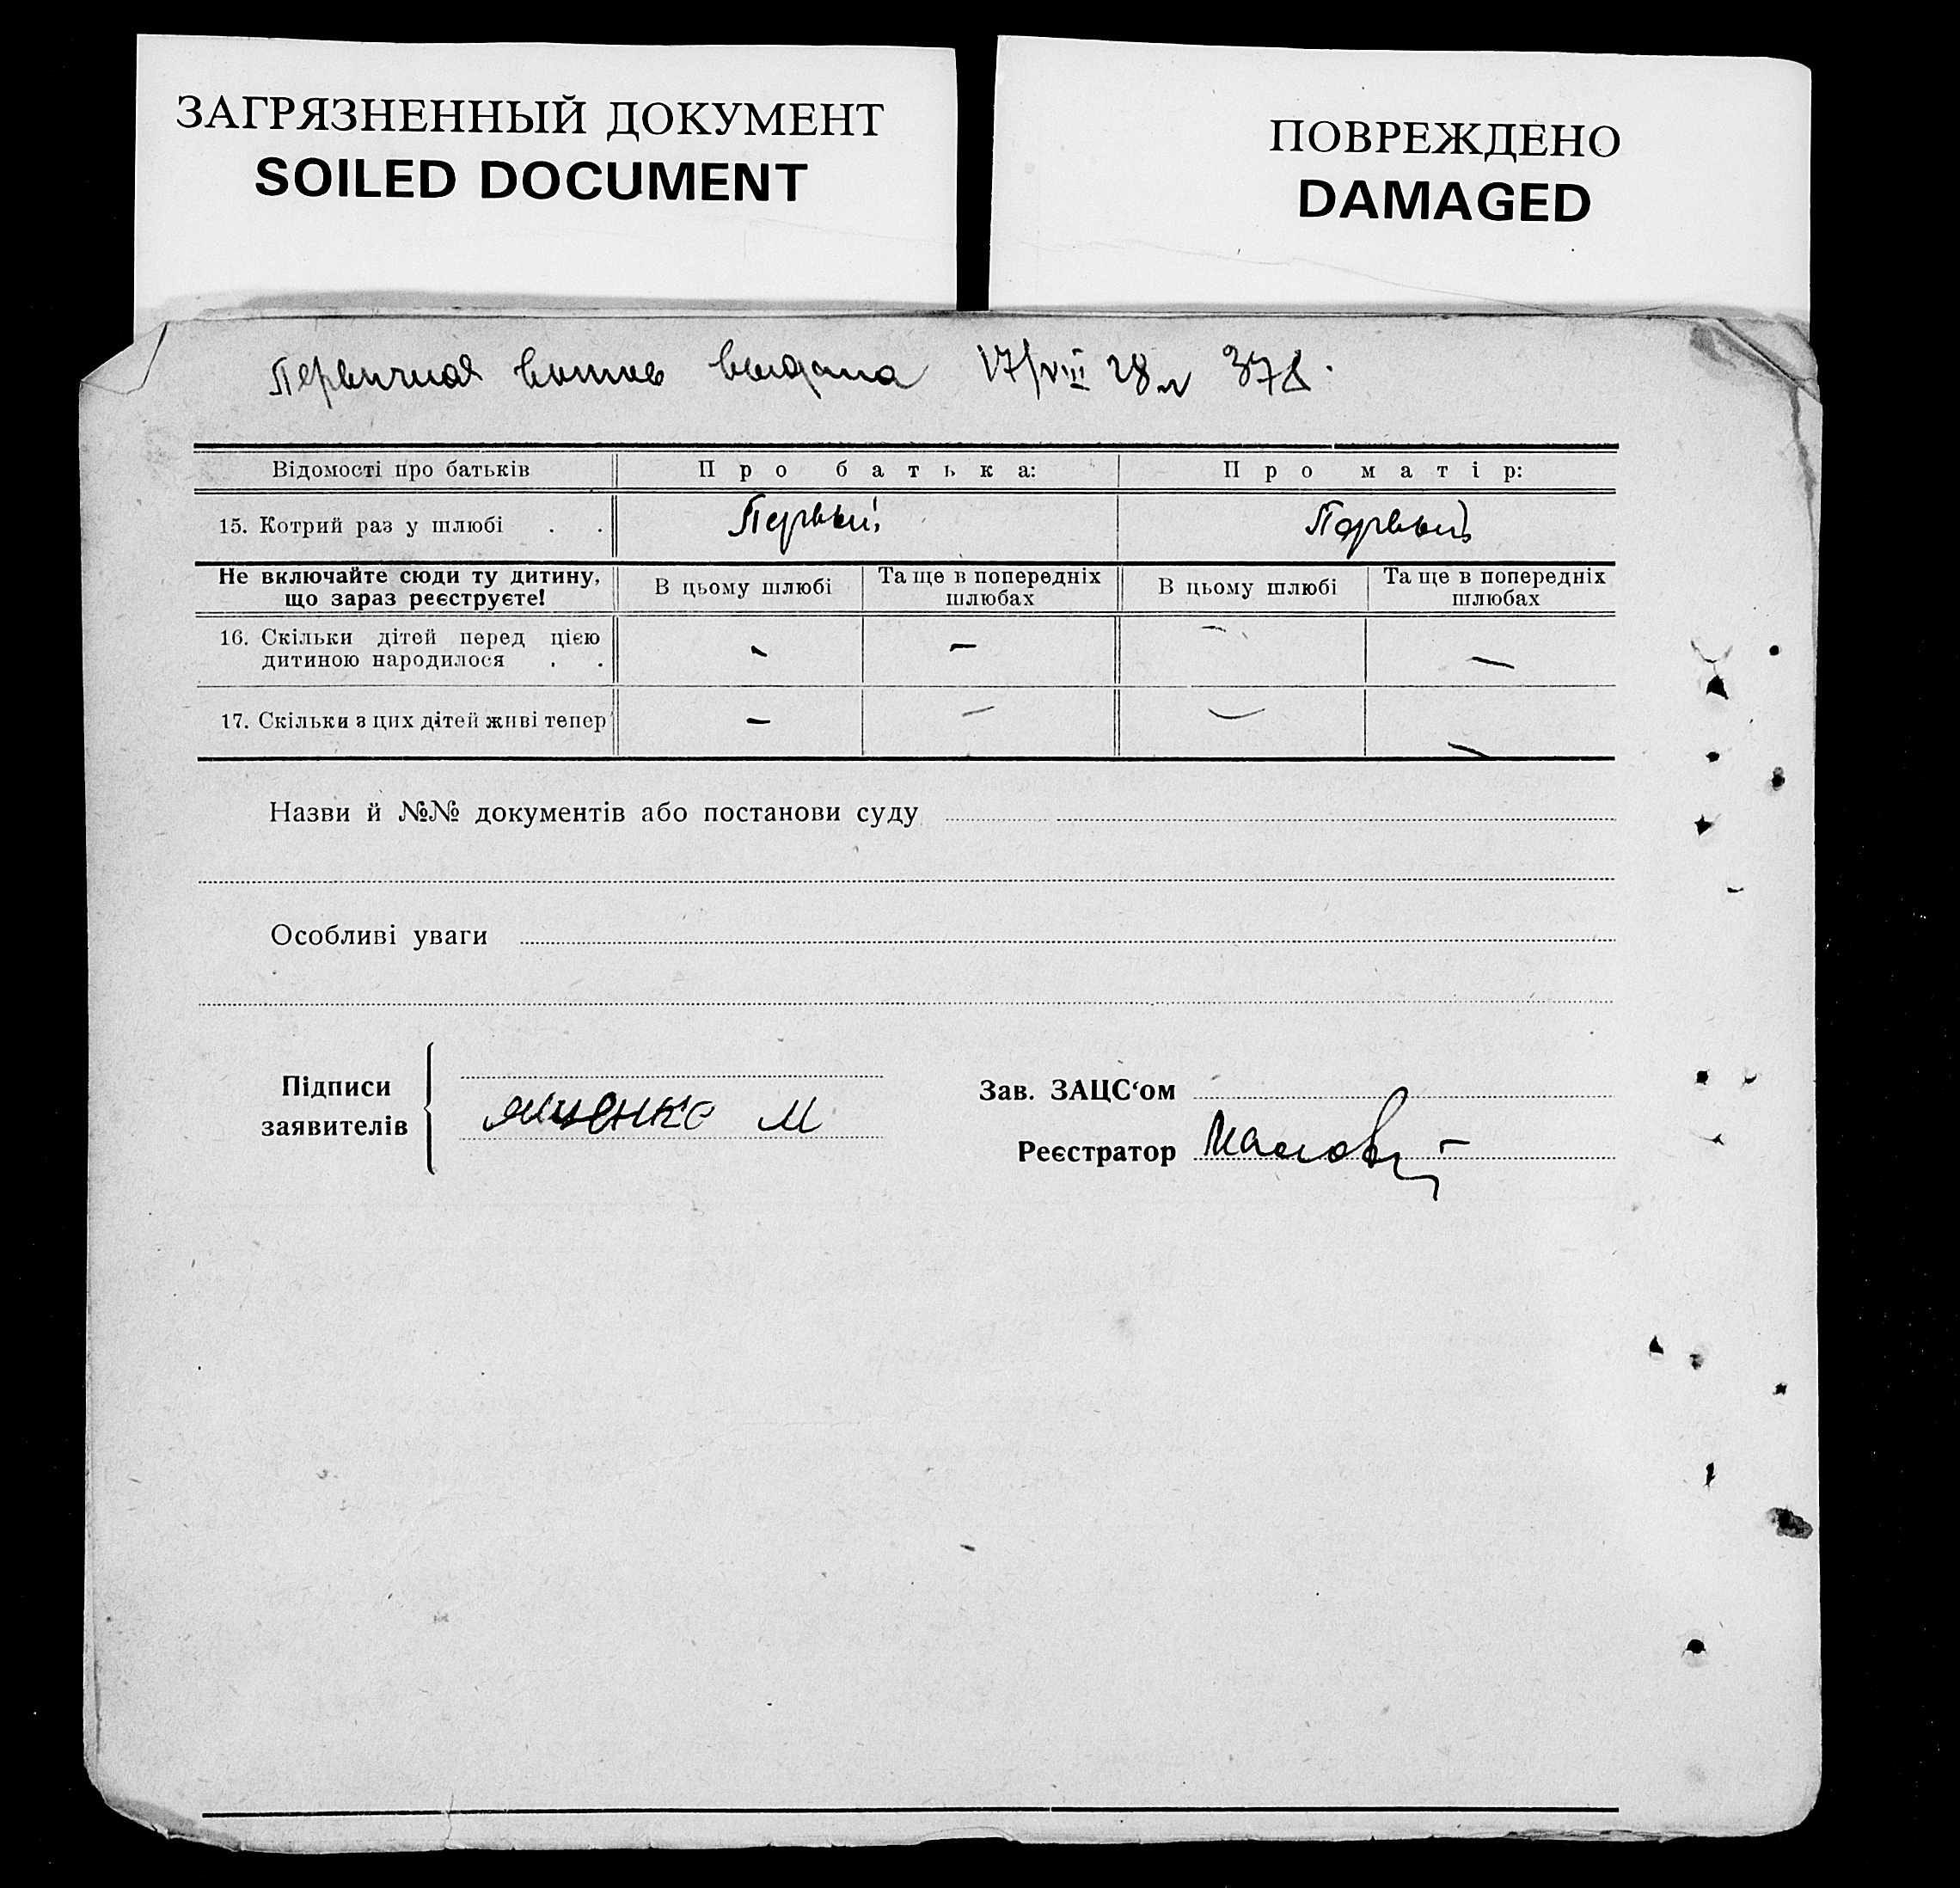 ЗАГРЯЗНЕННЫЙ ДОКУМЕНТ
SOILED DOCUMENT
ПОВРЕЖДЕНО
DAMAGED
Первичная выпись выдана 17/VIII 28 378.
Відомості про батьків Про батька: Про матір:
15. Котрий раз у шлюбі . . Первый Первый
Не включайте сюди ту дитину, що зараз реєструєте! В цьому шлюбі Та ще в попередніх шлюбах В цьому шлюбі Та ще в попередніх шлюбах
16. Скільки дітей перед цією
дитиною народилося . . — — — —
17. Скільки з цих дітей живі тепер — — — —
Назви й №№ документів або постанови суду
Особливі уваги
Підписи
заявителів
Яценко М
Зав. ЗАЦС‘ом
Реєстратор